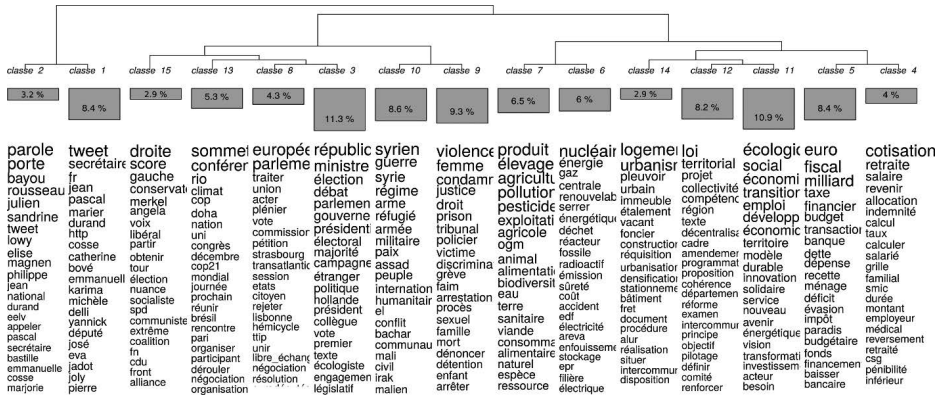 classe 2 classe 1 classe 15 classe 13 classe 8 classe 3 classe 10 classe 9 classe 7 classe 6 classe 14 classe 12 classe 11 classe 5 classe 4
3.2 % 8.4 % 2.9 % 5.3 % 4.3 % 11.3 % 8.6 % 9.3 % 6.5 % 6 % 2.9 % 8.2 % 10.9 % 8.4 % 4 %
parole
porte
bayou
rousseau
julien
sandrine
tweet
lowy
elise
magnen
philippe
jean
national
durand
eelv
appeler
pascal
secrétaire
bastille
emmanuelle
cosse
marjorie
tweet
secrétaire
fr
jean
pascal
marier
durand
http
cosse
catherine
bové
emmanuell
karima
michèle
delli
yannick
député
josé
eva
jadot
joly
pierre
droite
score
gauche
conservat
merkel
angela
voix
libéral
partir
obtenir
tour
élection
nuance
socialiste
spd
communiste
extrême
coalition
fn
cdu
front
alliance
sommet
conféren
rio
climat
cop
doha
nation
uni
congrès
décembre
cop21
mondial
journée
prochain
réunir
brésil
rencontre
pari
organiser
participant
dérouler
négociation
organisation
européen
parleme
traiter
union
acter
plénier
vote
commission
pétition
strasbourg
transatlanti
session
etats
citoyen
rejeter
lisbonne
hémicycle
ttip
unir
libre_échang
négociation
résolution
républic
ministre
élection
débat
parlemen
gouverne
présidenti
électoral
majorité
campagne
étranger
politique
hollande
président
collègue
vote
premier
texte
écologiste
engagemen
législatif
syrien
guerre
syrie
régime
arme
réfugié
armée
militaire
paix
assad
peuple
internation
humanitair
el
conflit
bachar
communau
mali
civil
irak
malien
violence
femme
condamn
justice
droit
prison
tribunal
policier
victime
discrimina
grève
faim
arrestation
procès
sexuel
famille
mort
dénoncer
détention
enfant
arrêter
produit
élevage
agricultu
pollution
pesticide
exploitati
agricole
ogm
animal
alimentati
biodiversit
eau
terre
sanitaire
viande
consomma
alimentaire
naturel
espèce
ressource
nucléair
énergie
gaz
centrale
renouvelab
serrer
énergétique
déchet
réacteur
fossile
radioactif
émission
sûreté
coût
accident
edf
électricité
areva
enfouisseme
stockage
epr
filière
électrique
logemen
urbanism
pleuvoir
urbain
immeuble
étalement
vacant
foncier
construction
réquisition
urbanisation
densification
stationneme
bâtiment
fret
document
procédure
alur
réalisation
situer
intercommun
disposition
loi
territorial
projet
collectivité
compétenc
région
texte
décentralisa
cadre
amendemen
programmat
proposition
cohérence
départemen
réforme
examen
intercommu
principe
objectif
pilotage
définir
comité
renforcer
écologiq
social
économi
transition
emploi
développ
économic
territoire
modèle
durable
innovation
solidaire
service
nouveau
avenir
énergétique
vision
transformati
investissem
acteur
besoin
euro
fiscal
milliard
taxe
financier
budget
transaction
banque
dette
dépense
recette
ménage
déficit
évasion
impôt
paradis
budgétaire
fonds
financemen
baisser
bancaire
cotisation
retraite
salaire
revenir
allocation
indemnité
calcul
taux
calculer
salarié
grille
familial
smic
durée
montant
employeur
médical
reversement
retraité
csg
pénibilité
inférieur